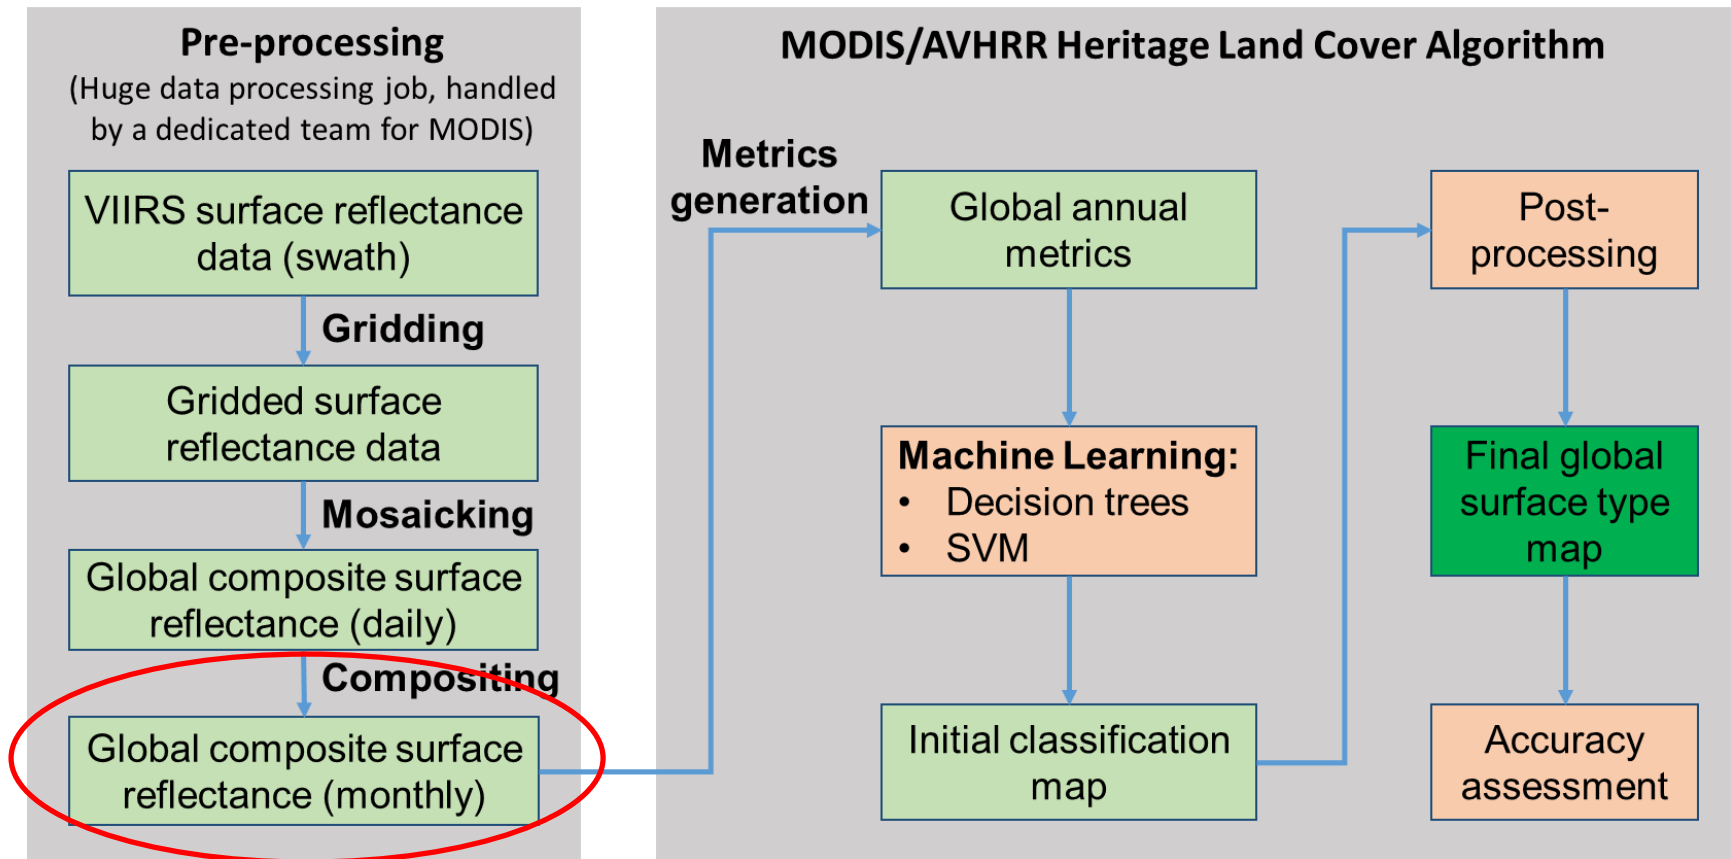 Pre-processing
(Huge data processing job, handled
by a dedicated team for MODIS)
VIIRS surface reflectance
data (swath)
Gridding
Gridded surface
reflectance data
Mosaicking
Global composite surface
reflectance (daily)
Compositing
Global composite surface
reflectance (monthly)
MODIS/AVHRR Heritage Land Cover Algorithm
Metrics
generation
Global annual
metrics
Machine Learning:
• Decision trees
• SVM
Initial classification
map
Post-
processing
Final global
surface type
map
Accuracy
assessment